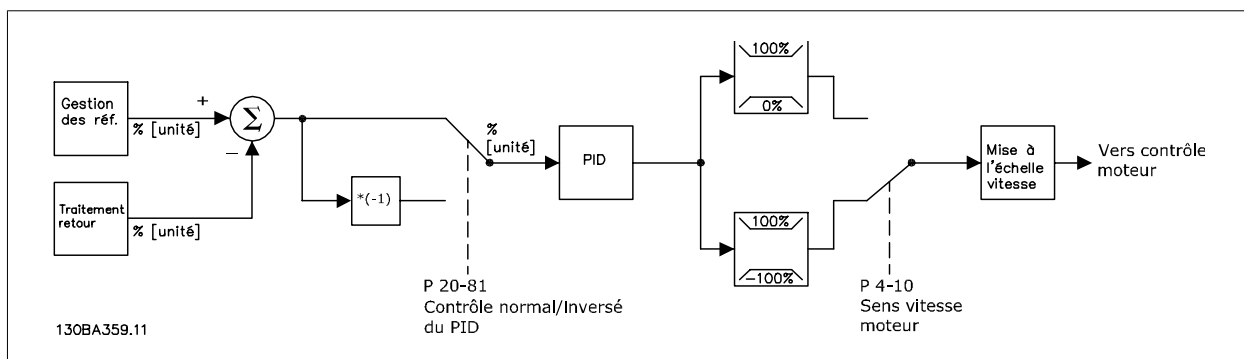 Gestion
des réf.
+
% [unité]
Σ
−
Traitement
retour
% [unité]
*(-1)
%
[unité]
P 20-81
Contrôle normal/Inversé
du PID
PID
100%
0%
100%
−100%
P 4-10
Sens vitesse
moteur
Mise à
l'échelle
vitesse
Vers contrôle
moteur
130BA359.11